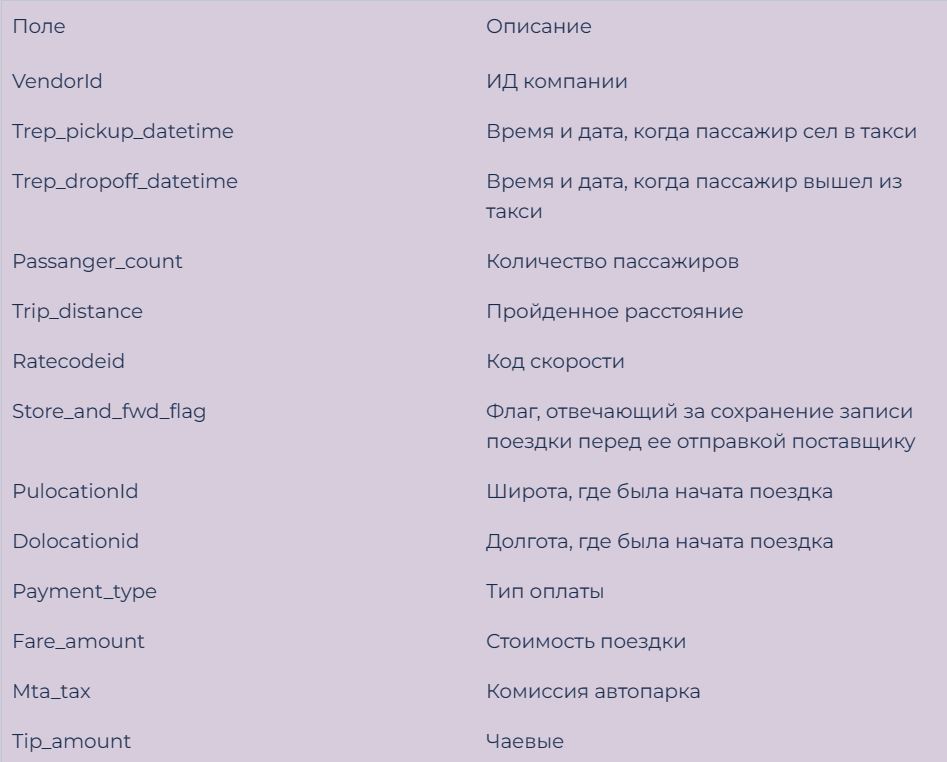 Поле Описание
VendorId ИД компании
Trep_pickup_datetime Время и дата, когда пассажир сел в такси
Trep_dropoff_datetime Время и дата, когда пассажир вышел из
такси
Passanger_count Количество пассажиров
Trip_distance Пройденное расстояние
Ratecodeid Код скорости
Store_and_fwd_flag Флаг, отвечающий за сохранение записи
поездки перед ее отправкой поставщику
PulocationId Широта, где была начата поездка
Dolocationid Долгота, где была начата поездка
Payment_type Тип оплаты
Fare_amount Стоимость поездки
Mta_tax Комиссия автопарка
Tip_amount Чаевые